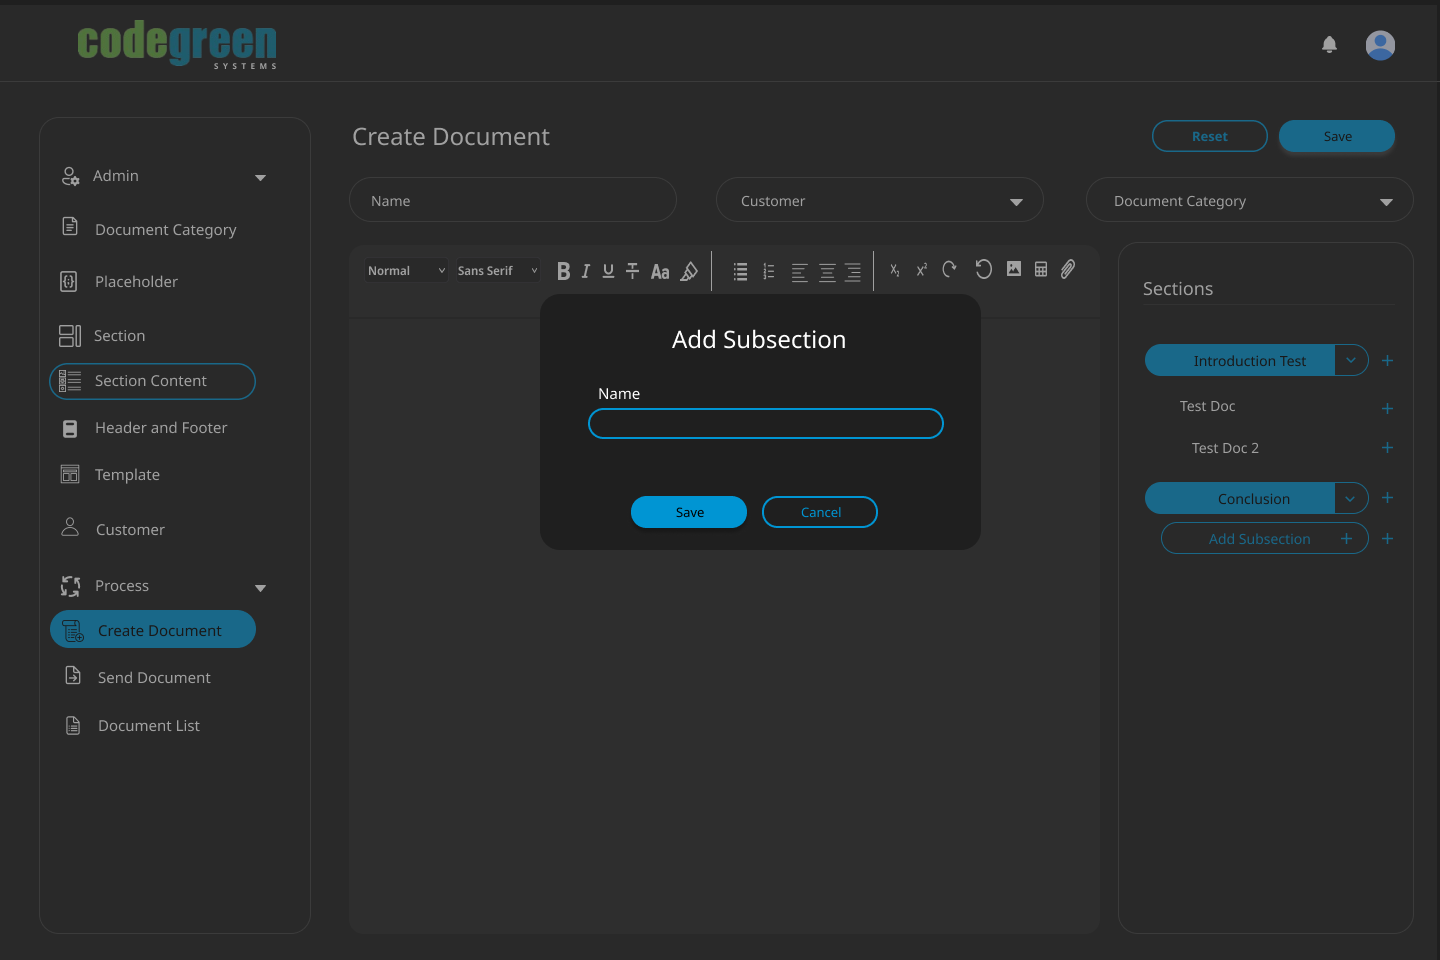 codegreen
SYSTEMS
Admin
Document Category
Placeholder
Section
Section Content
Header and Footer
Template
Customer
Process
Create Document
Send Document
Document List
Create Document
Reset
Save
Name
Customer
Document Category
Normal
Sans Serif
B I U T Aa
X2
X2
Add Subsection
Name
Save
Cancel
Sections
Introduction Test
Test Doc
Test Doc 2
Conclusion
Add Subsection